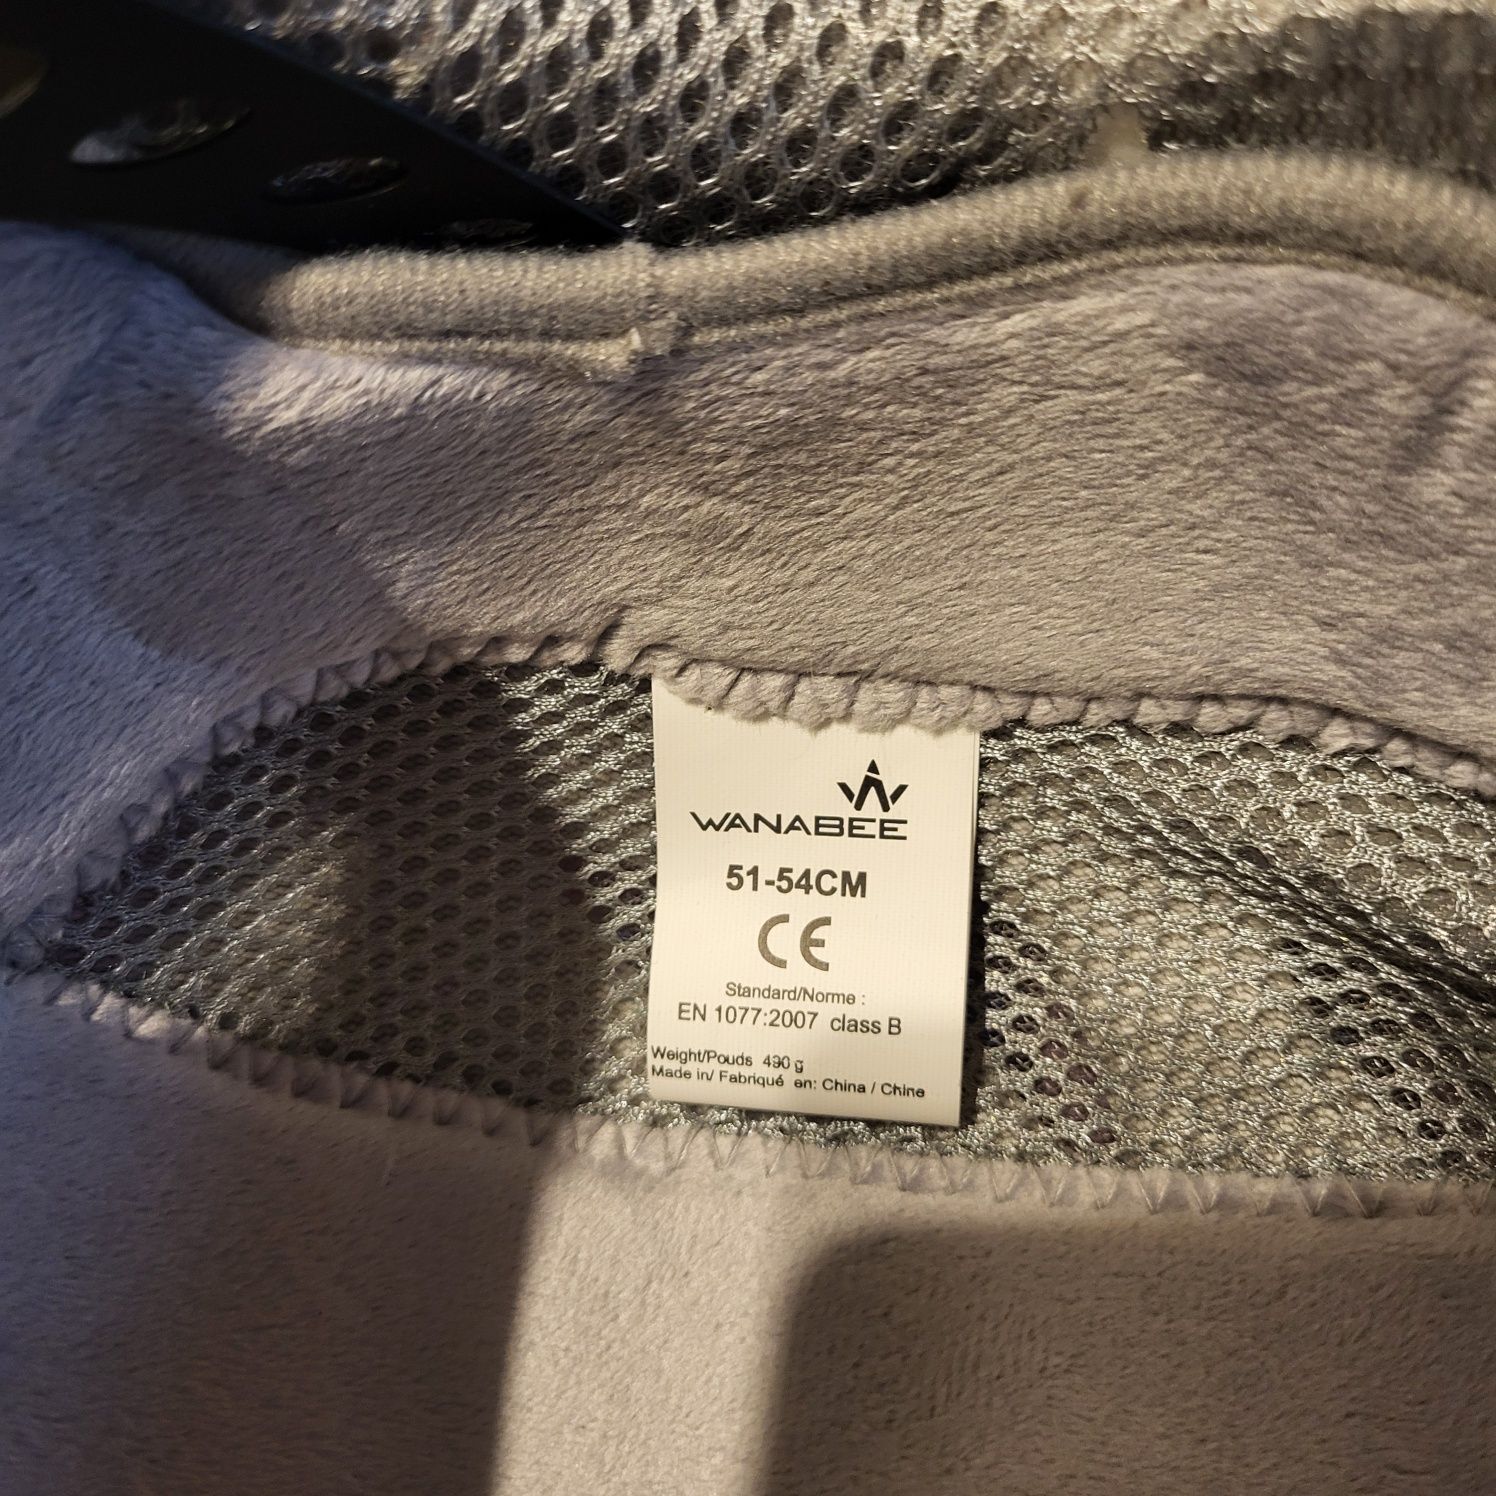 WANABEE
51-54CM
CE
Standard/Norme :
EN 1077:2007 class B
Weight/Pouds 490 g
Made in/ Fabriqué en: China / Chine